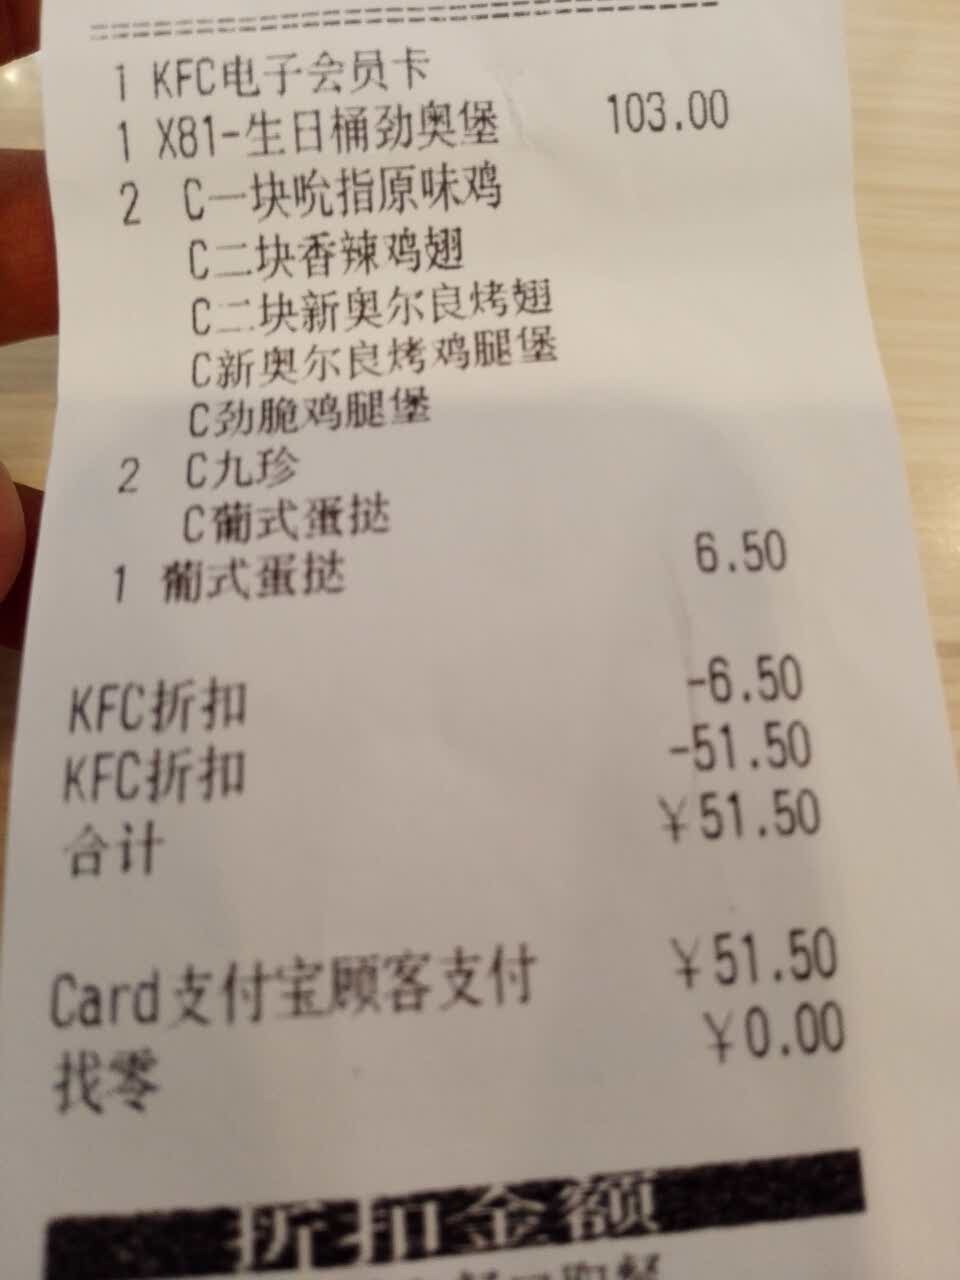 1 KFC电子会员卡
1 X81-生日桶劲奥堡 103.00
2 C一块吮指原味鸡
C二块香辣鸡翅
C二块新奥尔良烤翅
C新奥尔良烤鸡腿堡
C劲脆鸡腿堡
2 C九珍
C葡式蛋挞
1 葡式蛋挞 6.50
KFC折扣 -6.50
KFC折扣 -51.50
合计 ¥51.50
Card支付宝顾客支付 ¥51.50
找零 ¥0.00
折扣金额